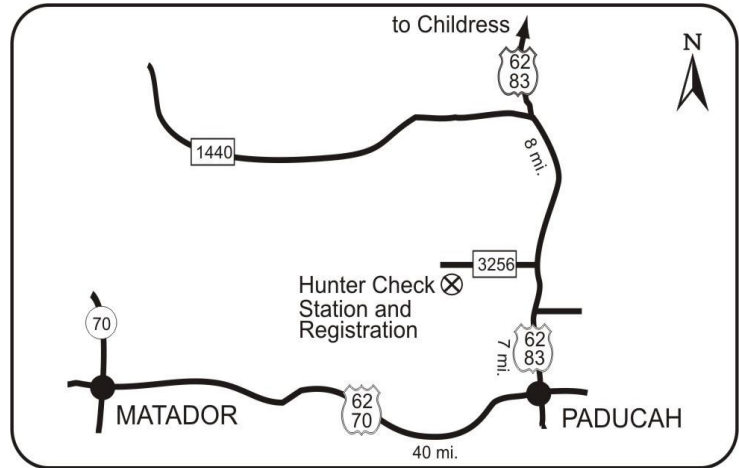 to Childress
N
62
83
1440
8 mi.
3256
Hunter Check
Station and
Registration
70
62
83
7 mi.
MATADOR
62
70
PADUCAH
40 mi.